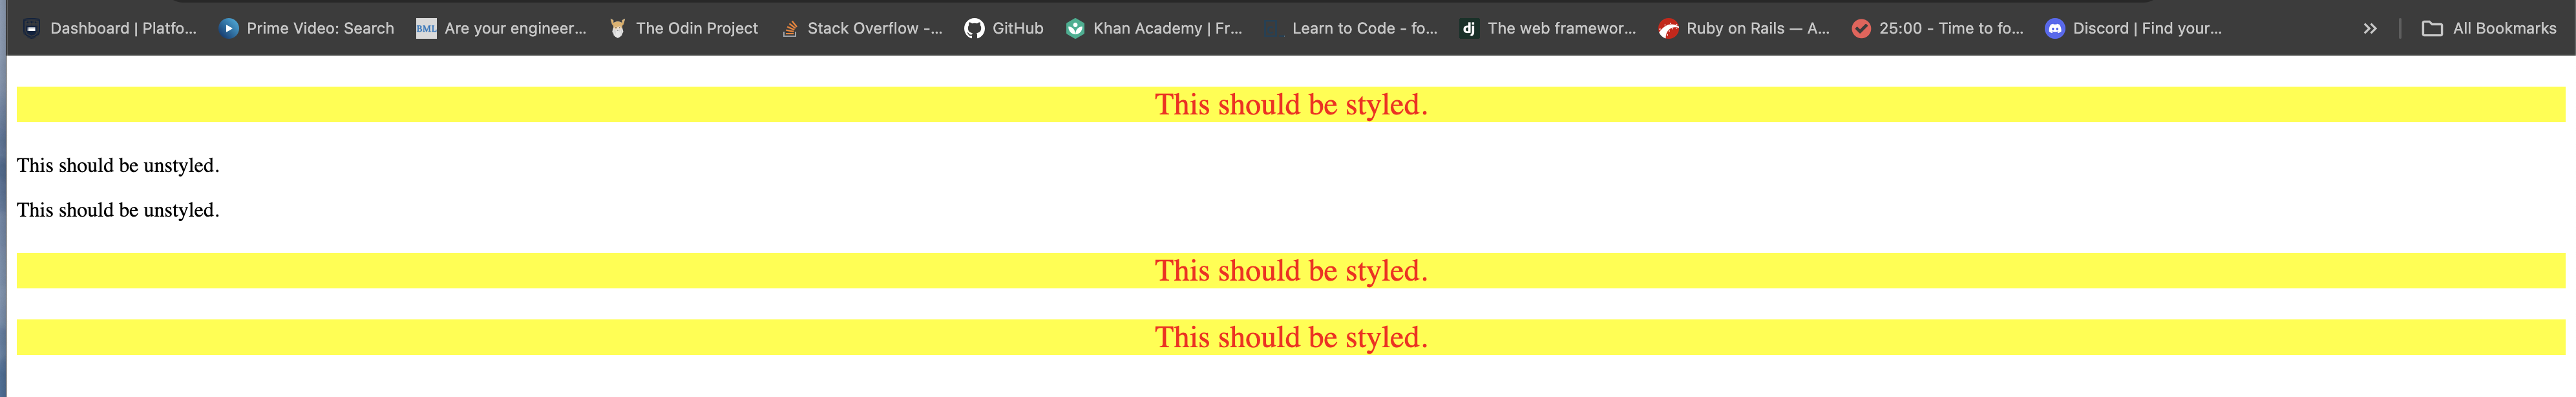 Dashboard | Platfo... Prime Video: Search BML Are your engineer... The Odin Project Stack Overflow -... GitHub Khan Academy | Fr... Learn to Code - fo... dj The web framewor... Ruby on Rails — A... 25:00 - Time to fo... Discord | Find your... » All Bookmarks
This should be styled.
This should be unstyled.
This should be unstyled.
This should be styled.
This should be styled.